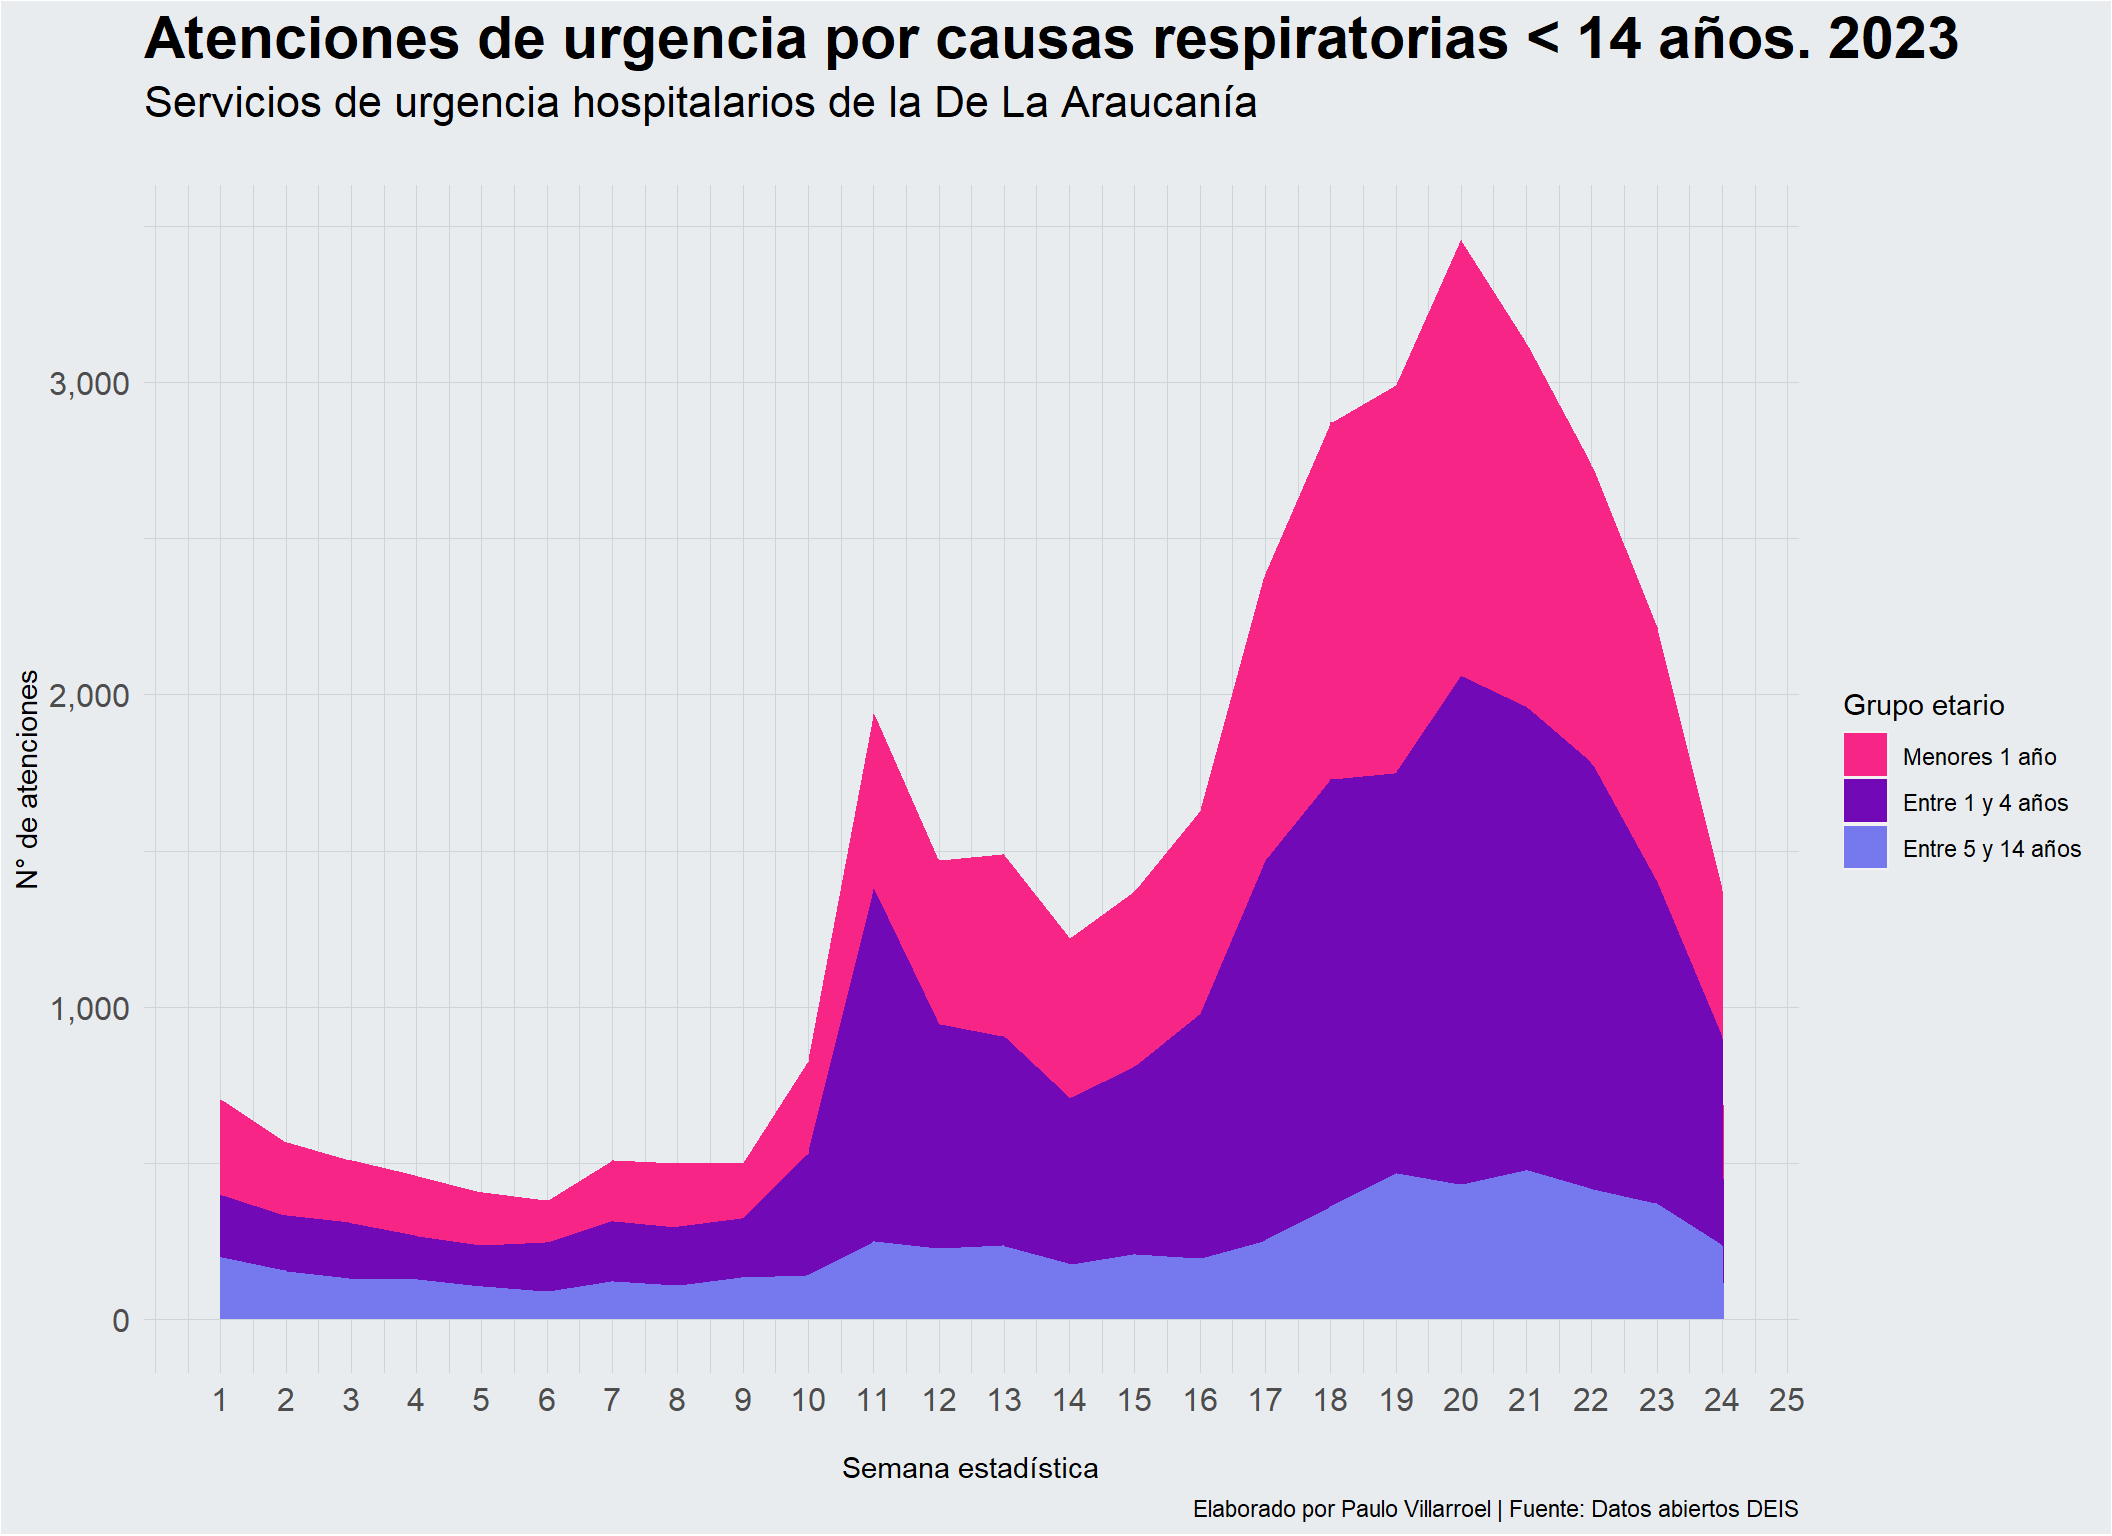 Atenciones de urgencia por causas respiratorias < 14 años. 2023
Servicios de urgencia hospitalarios de la De La Araucanía
N° de atenciones
3,000
2,000
1,000
0
1 2 3 4 5 6 7 8 9 10 11 12 13 14 15 16 17 18 19 20 21 22 23 24 25
Semana estadística
Grupo etario
Menores 1 año
Entre 1 y 4 años
Entre 5 y 14 años
Elaborado por Paulo Villarroel | Fuente: Datos abiertos DEIS